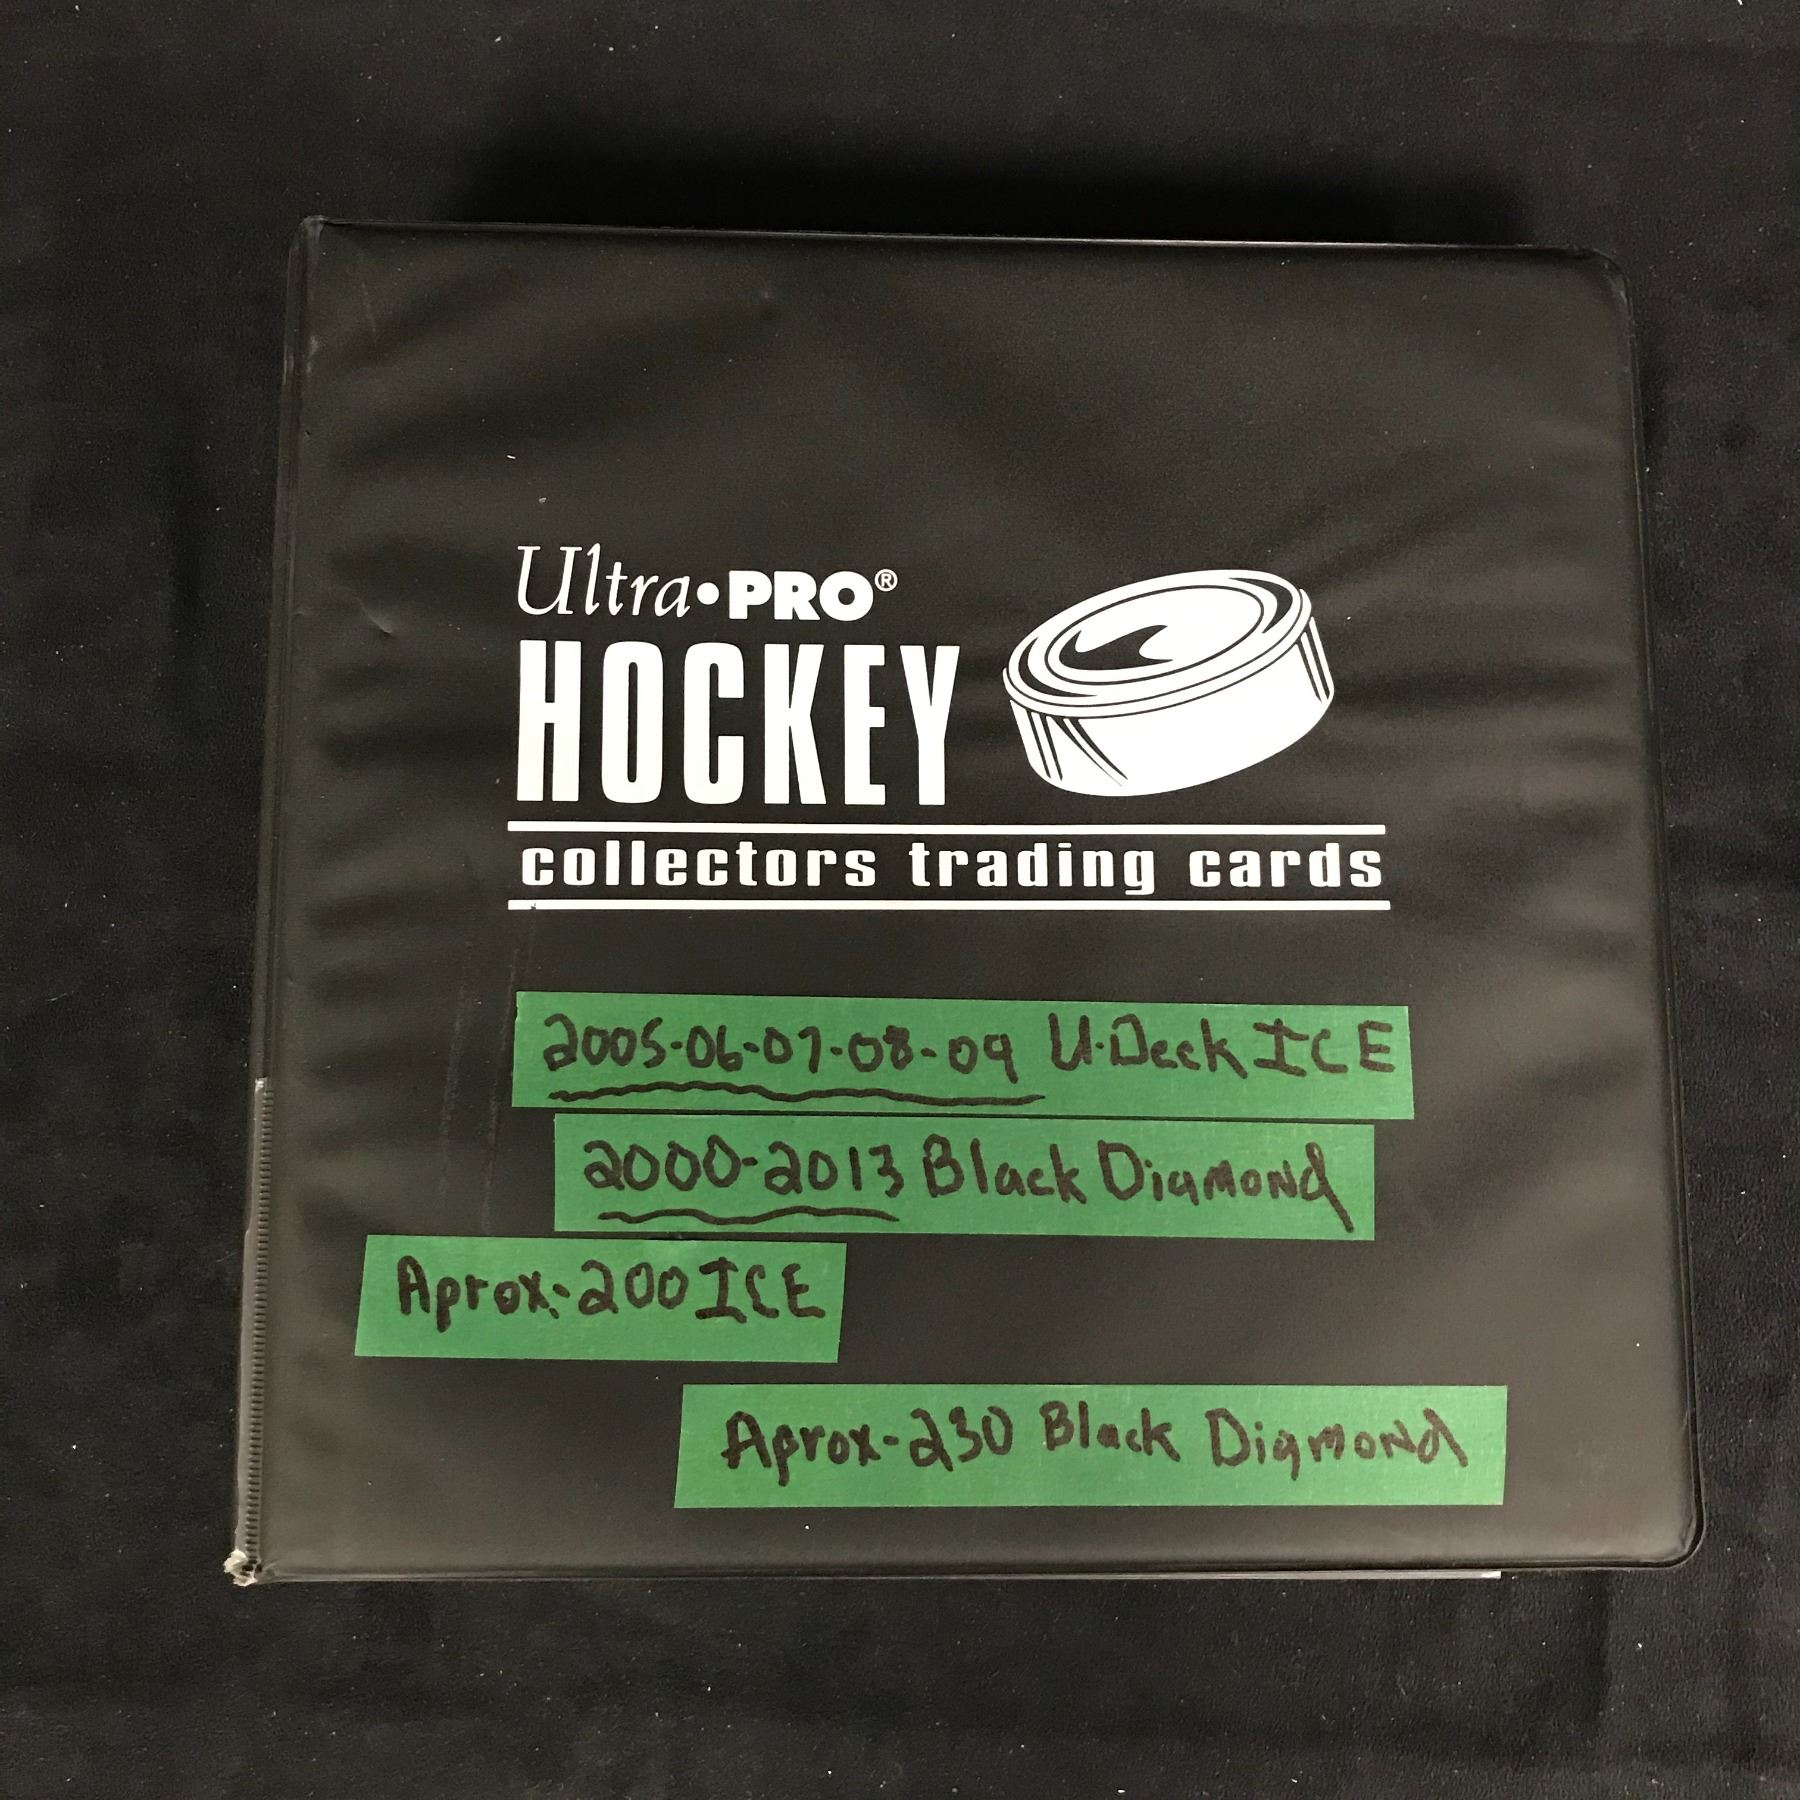 Ultra•PRO®
HOCKEY
collectors trading cards
2005-06-07-08-09 U.Deck ICE
2000-2013 Black Diamond
Aprox.-200 ICE
Aprox-230 Black Diamond